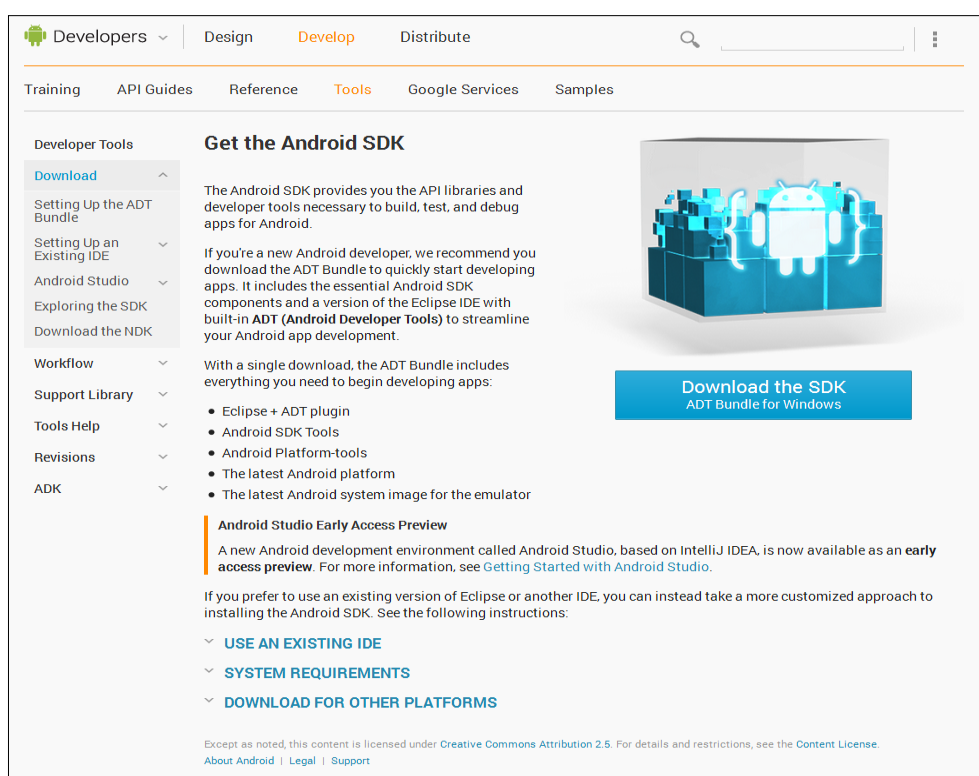 Developers
Design
Develop
Distribute
Training
API Guides
Reference
Tools
Google Services
Samples
Developer Tools
Download
Setting Up the ADT
Bundle
Setting Up an
Existing IDE
Android Studio
Exploring the SDK
Download the NDK
Workflow
Support Library
Tools Help
Revisions
ADK
Get the Android SDK
The Android SDK provides you the API libraries and
developer tools necessary to build, test, and debug
apps for Android.
If you're a new Android developer, we recommend you
download the ADT Bundle to quickly start developing
apps. It includes the essential Android SDK
components and a version of the Eclipse IDE with
built-in ADT (Android Developer Tools) to streamline
your Android app development.
With a single download, the ADT Bundle includes
everything you need to begin developing apps:
• Eclipse + ADT plugin
• Android SDK Tools
• Android Platform-tools
• The latest Android platform
• The latest Android system image for the emulator
Download the SDK
ADT Bundle for Windows
Android Studio Early Access Preview
A new Android development environment called Android Studio, based on IntelliJ IDEA, is now available as an early
access preview. For more information, see Getting Started with Android Studio.
If you prefer to use an existing version of Eclipse or another IDE, you can instead take a more customized approach to
installing the Android SDK. See the following instructions:
USE AN EXISTING IDE
SYSTEM REQUIREMENTS
DOWNLOAD FOR OTHER PLATFORMS
Except as noted, this content is licensed under Creative Commons Attribution 2.5. For details and restrictions, see the Content License.
About Android | Legal | Support